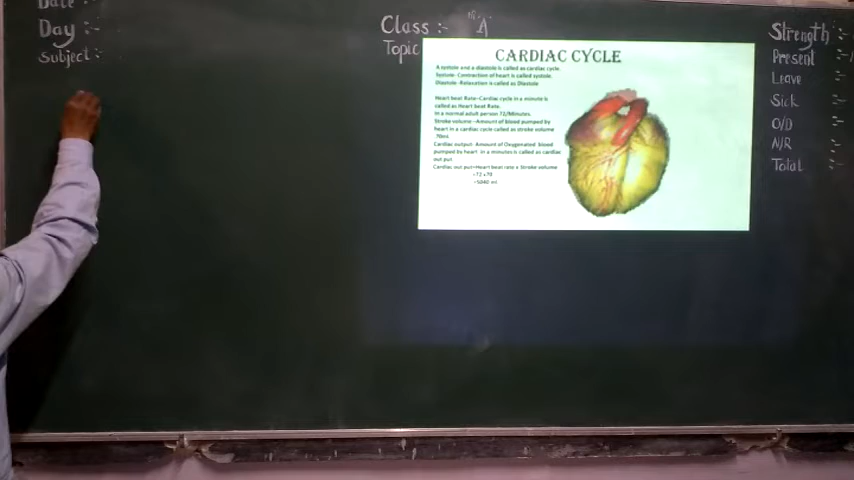 Date :-
Day :-
Subject :-
Class :- A
Topic
CARDIAC CYCLE
A systole and a diastole is called as cardiac cycle.
Systole- Contraction of heart is called systole.
Diastole- Relaxation is called as Diastole
Heart beat Rate-Cardiac cycle in a minute is
called as Heart beat Rate.
In a normal adult person 72/Minutes.
Stroke volume -Amount of blood pumped by
heart in a cardiac cycle called as stroke volume
70ml
Cardiac output- Amount of Oxygenated blood
pumped by heart in a minutes is called as cardiac
out put
Cardiac out put=Heart beat rate x Stroke volume
=72 x70
=5040 ml
Strength :-
Present :-
Leave :-
Sick :-
O/D :-
N/R :-
Total :-